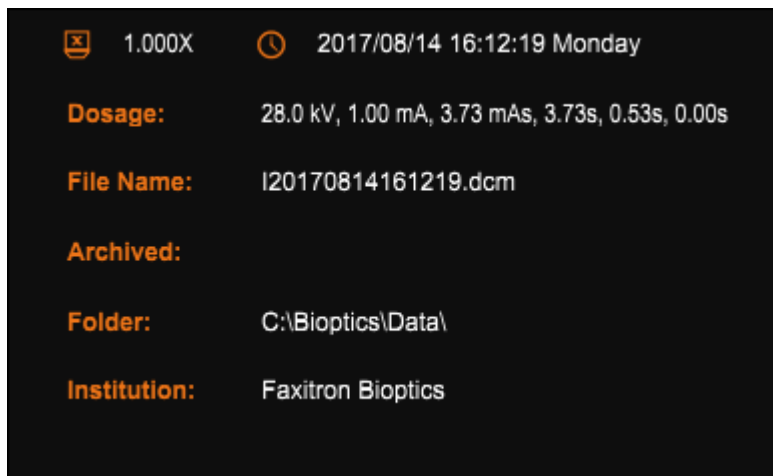 1.000X 2017/08/14 16:12:19 Monday
Dosage: 28.0 kV, 1.00 mA, 3.73 mAs, 3.73s, 0.53s, 0.00s
File Name: I20170814161219.dcm
Archived:
Folder: C:\Bioptics\Data\
Institution: Faxitron Bioptics